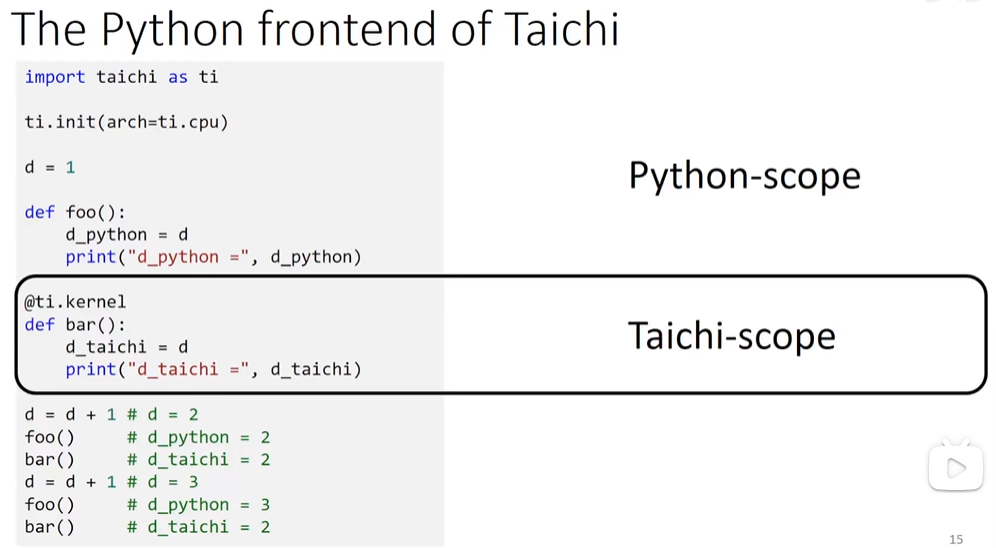 The Python frontend of Taichi
import taichi as ti
ti.init(arch=ti.cpu)
d = 1
def foo():
    d_python = d
    print("d_python =", d_python)
Python-scope
@ti.kernel
def bar():
    d_taichi = d
    print("d_taichi =", d_taichi)
Taichi-scope
d = d + 1 # d = 2
foo()     # d_python = 2
bar()     # d_taichi = 2
d = d + 1 # d = 3
foo()     # d_python = 3
bar()     # d_taichi = 2
15